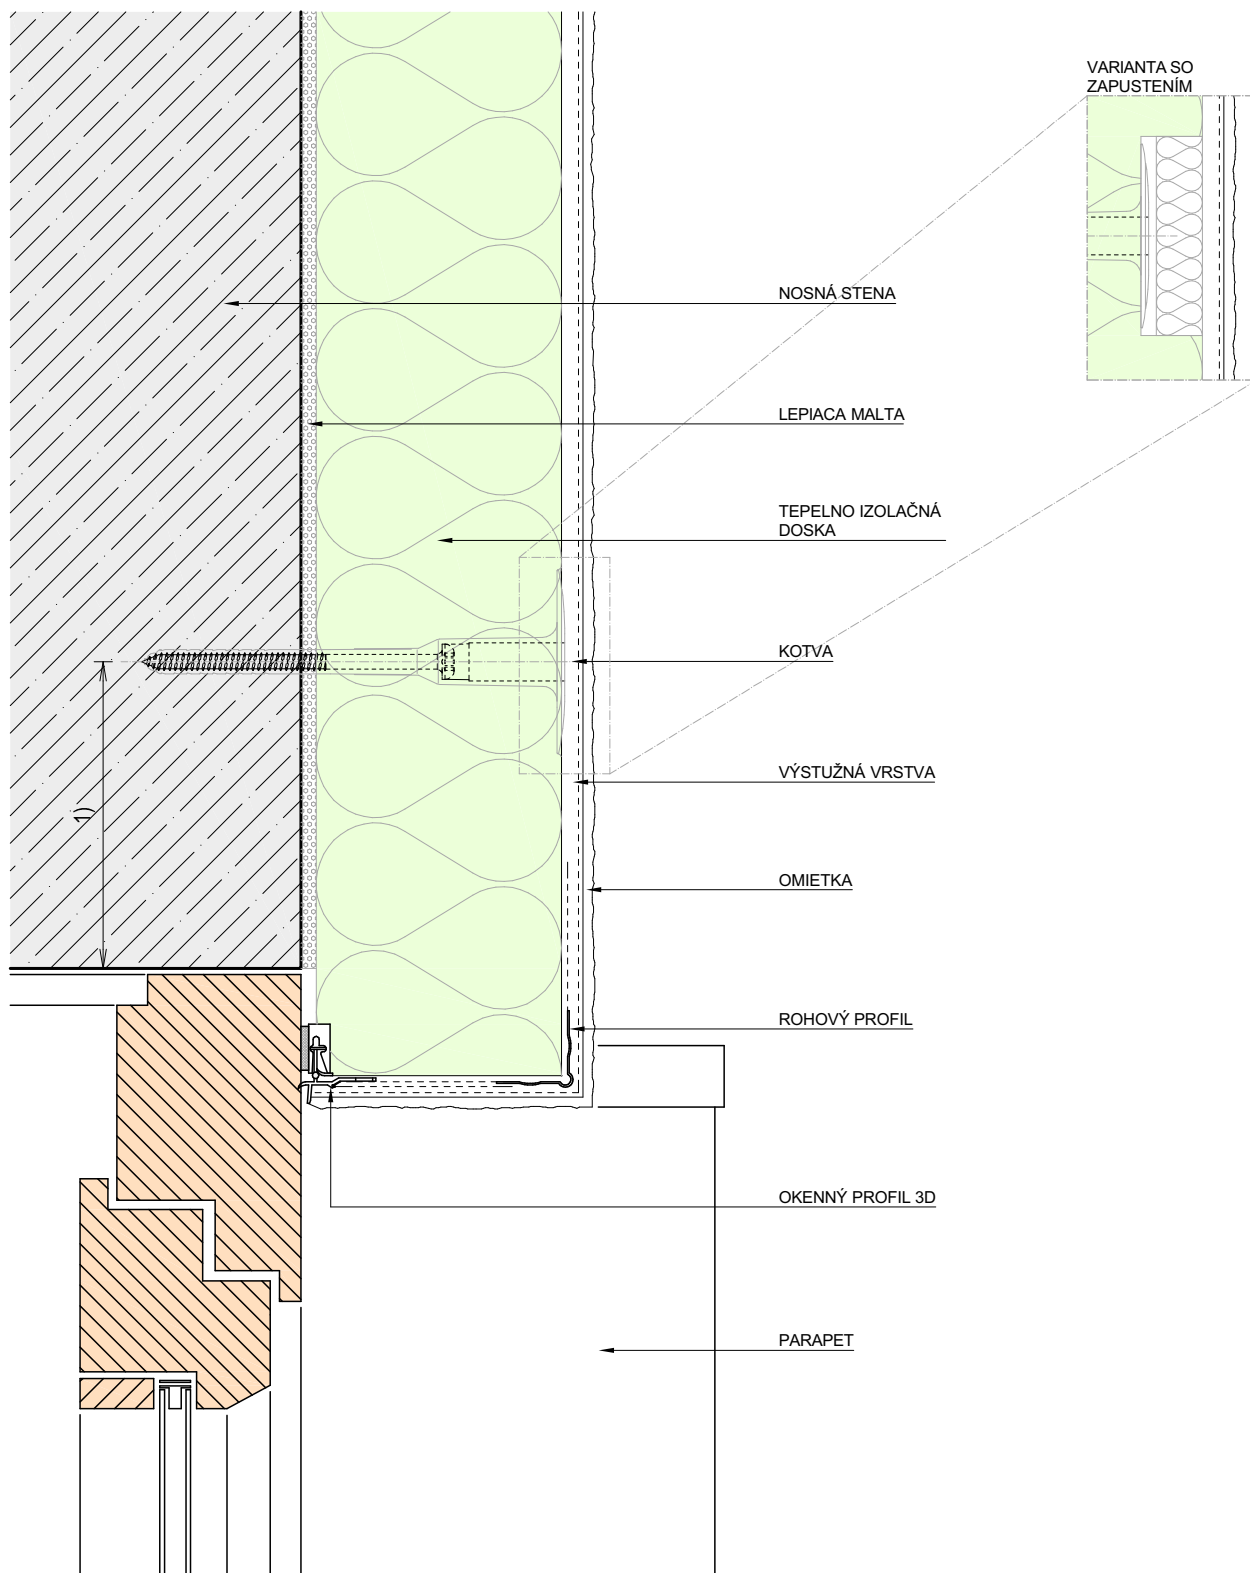 VARIANTA SO
ZAPUSTENÍM
NOSNÁ STENA
LEPIACA MALTA
TEPELNO IZOLAČNÁ
DOSKA
KOTVA
VÝSTUŽNÁ VRSTVA
1)
OMIETKA
ROHOVÝ PROFIL
OKENNÝ PROFIL 3D
PARAPET